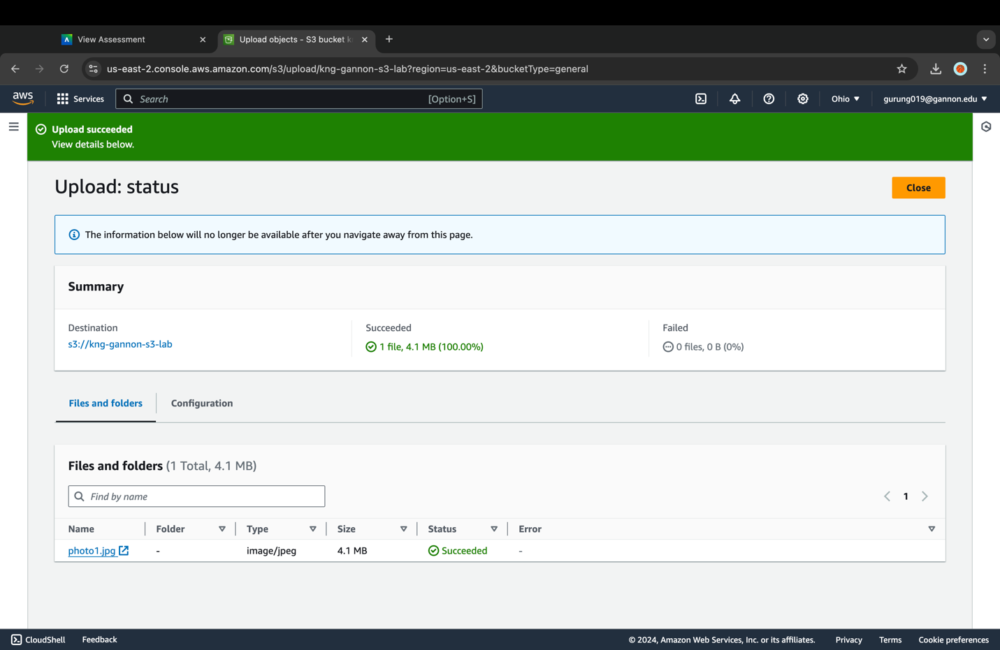 View Assessment
Upload objects - S3 bucket kn
us-east-2.console.aws.amazon.com/s3/upload/kng-gannon-s3-lab?region=us-east-2&bucketType=general
aws
Services
Search
[Option+S]
Ohio
gurung019@gannon.edu
Upload succeeded
View details below.
Upload: status
Close
The information below will no longer be available after you navigate away from this page.
Summary
Destination
s3://kng-gannon-s3-lab
Succeeded
1 file, 4.1 MB (100.00%)
Failed
0 files, 0 B (0%)
Files and folders
Configuration
Files and folders (1 Total, 4.1 MB)
Find by name
1
Name Folder Type Size Status Error
photo1.jpg - image/jpeg 4.1 MB Succeeded -
CloudShell Feedback © 2024, Amazon Web Services, Inc. or its affiliates. Privacy Terms Cookie preferences